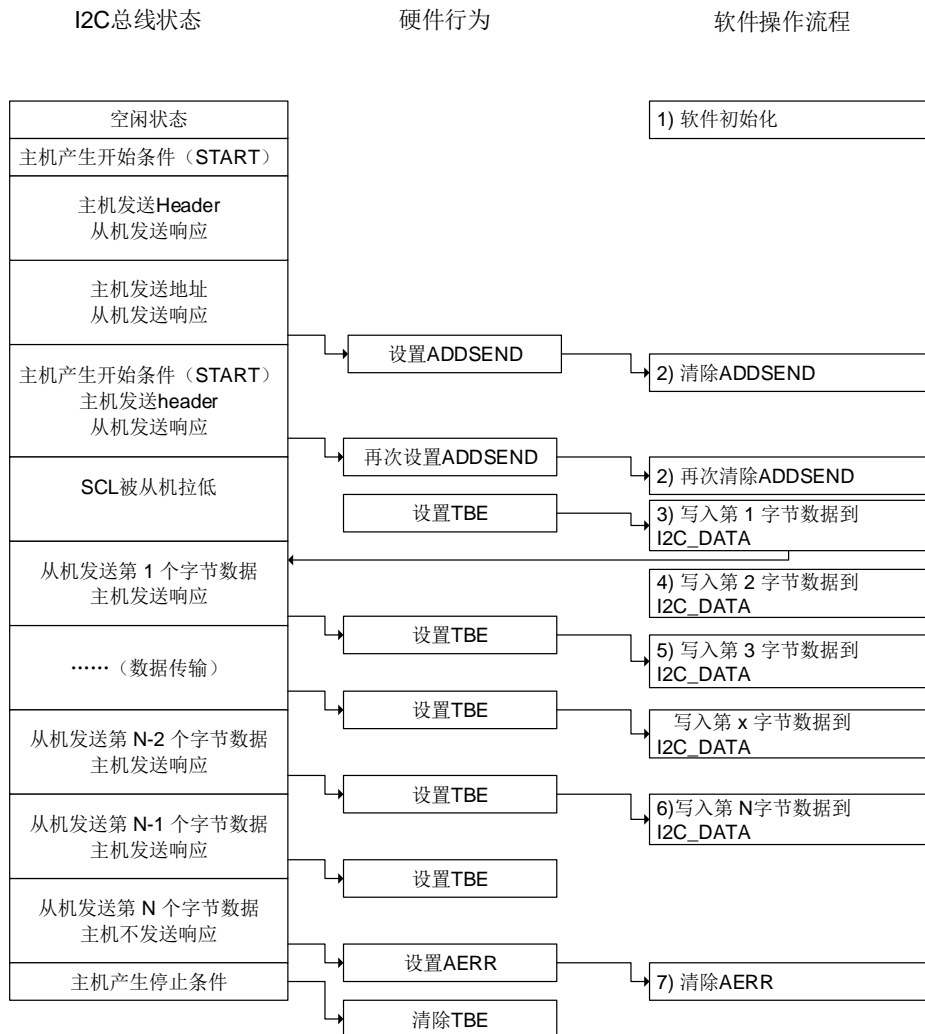 I2C总线状态
硬件行为
软件操作流程
空闲状态
1) 软件初始化
主机产生开始条件（START）
主机发送Header
从机发送响应
主机发送地址
从机发送响应
设置ADDSEND
2) 清除ADDSEND
主机产生开始条件（START）
主机发送header
从机发送响应
再次设置ADDSEND
2) 再次清除ADDSEND
SCL被从机拉低
设置TBE
3) 写入第 1 字节数据到
I2C_DATA
从机发送第 1 个字节数据
主机发送响应
4) 写入第 2 字节数据到
I2C_DATA
设置TBE
5) 写入第 3 字节数据到
I2C_DATA
……（数据传输）
设置TBE
写入第 x 字节数据到
I2C_DATA
从机发送第 N-2 个字节数据
主机发送响应
设置TBE
6)写入第 N字节数据到
I2C_DATA
从机发送第 N-1 个字节数据
主机发送响应
设置TBE
从机发送第 N 个字节数据
主机不发送响应
设置AERR
7) 清除AERR
主机产生停止条件
清除TBE